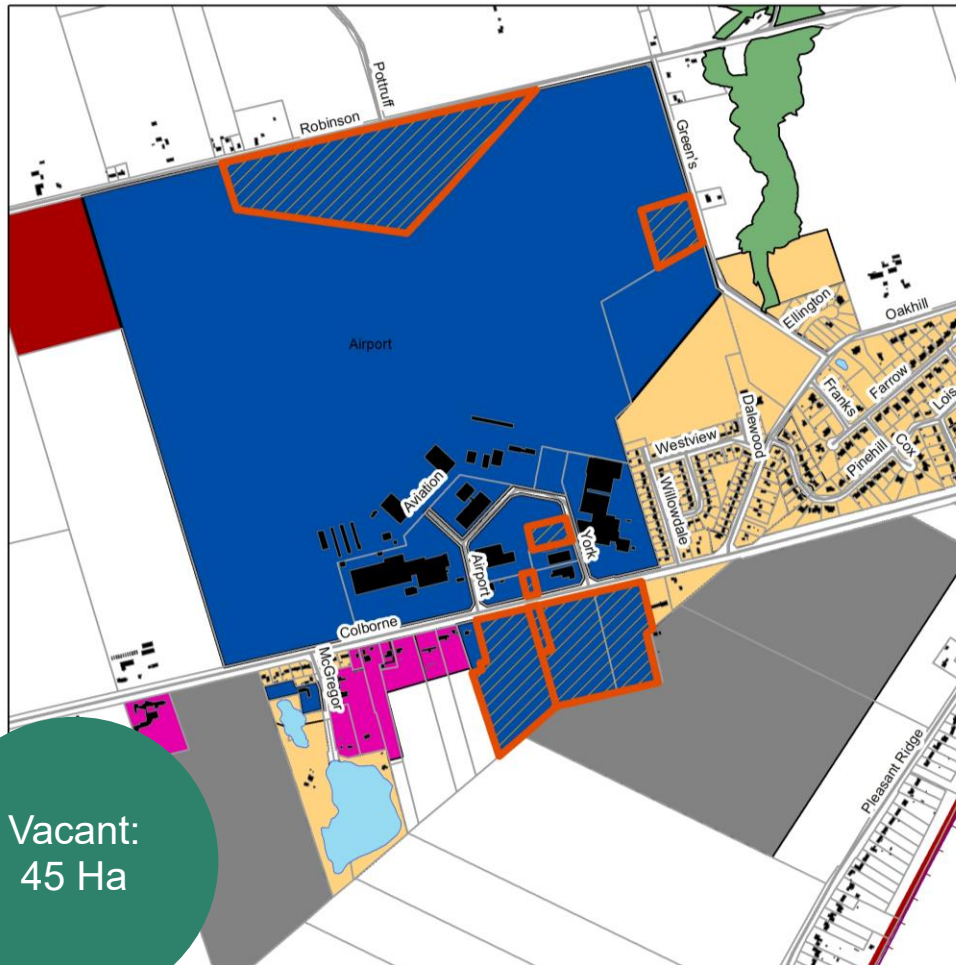 Pottruff
Robinson
Green's
Ellington
Oakhill
Airport
Franks
Farrow
Lois
Dalewood
Westview
Cox
Pinehill
Willowdale
Aviation
York
Airport
Colborne
McGregor
Pleasant Ridge
Vacant:
45 Ha